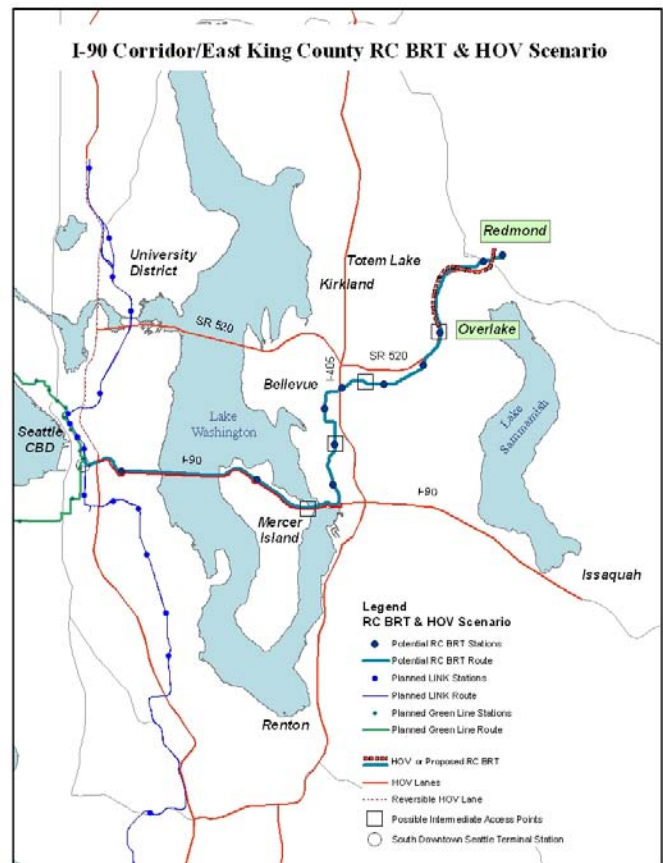 I-90 Corridor/East King County RC BRT & HOV Scenario
Redmond
University
District
Totem Lake
Kirkland
SR 520
Overlake
I-405
SR 520
Bellevue
Lake
Washington
Seattle
CBD
Lake
Sammamish
I-90
I-90
Mercer
Island
Issaquah
Renton
Legend
RC BRT & HOV Scenario
Potential RC BRT Stations
Potential RC BRT Route
Planned LINK Stations
Planned LINK Route
Planned Green Line Stations
Planned Green Line Route
HOV or Proposed RC BRT
HOV Lanes
Reversible HOV Lane
Possible Intermediate Access Points
South Downtown Seattle Terminal Station